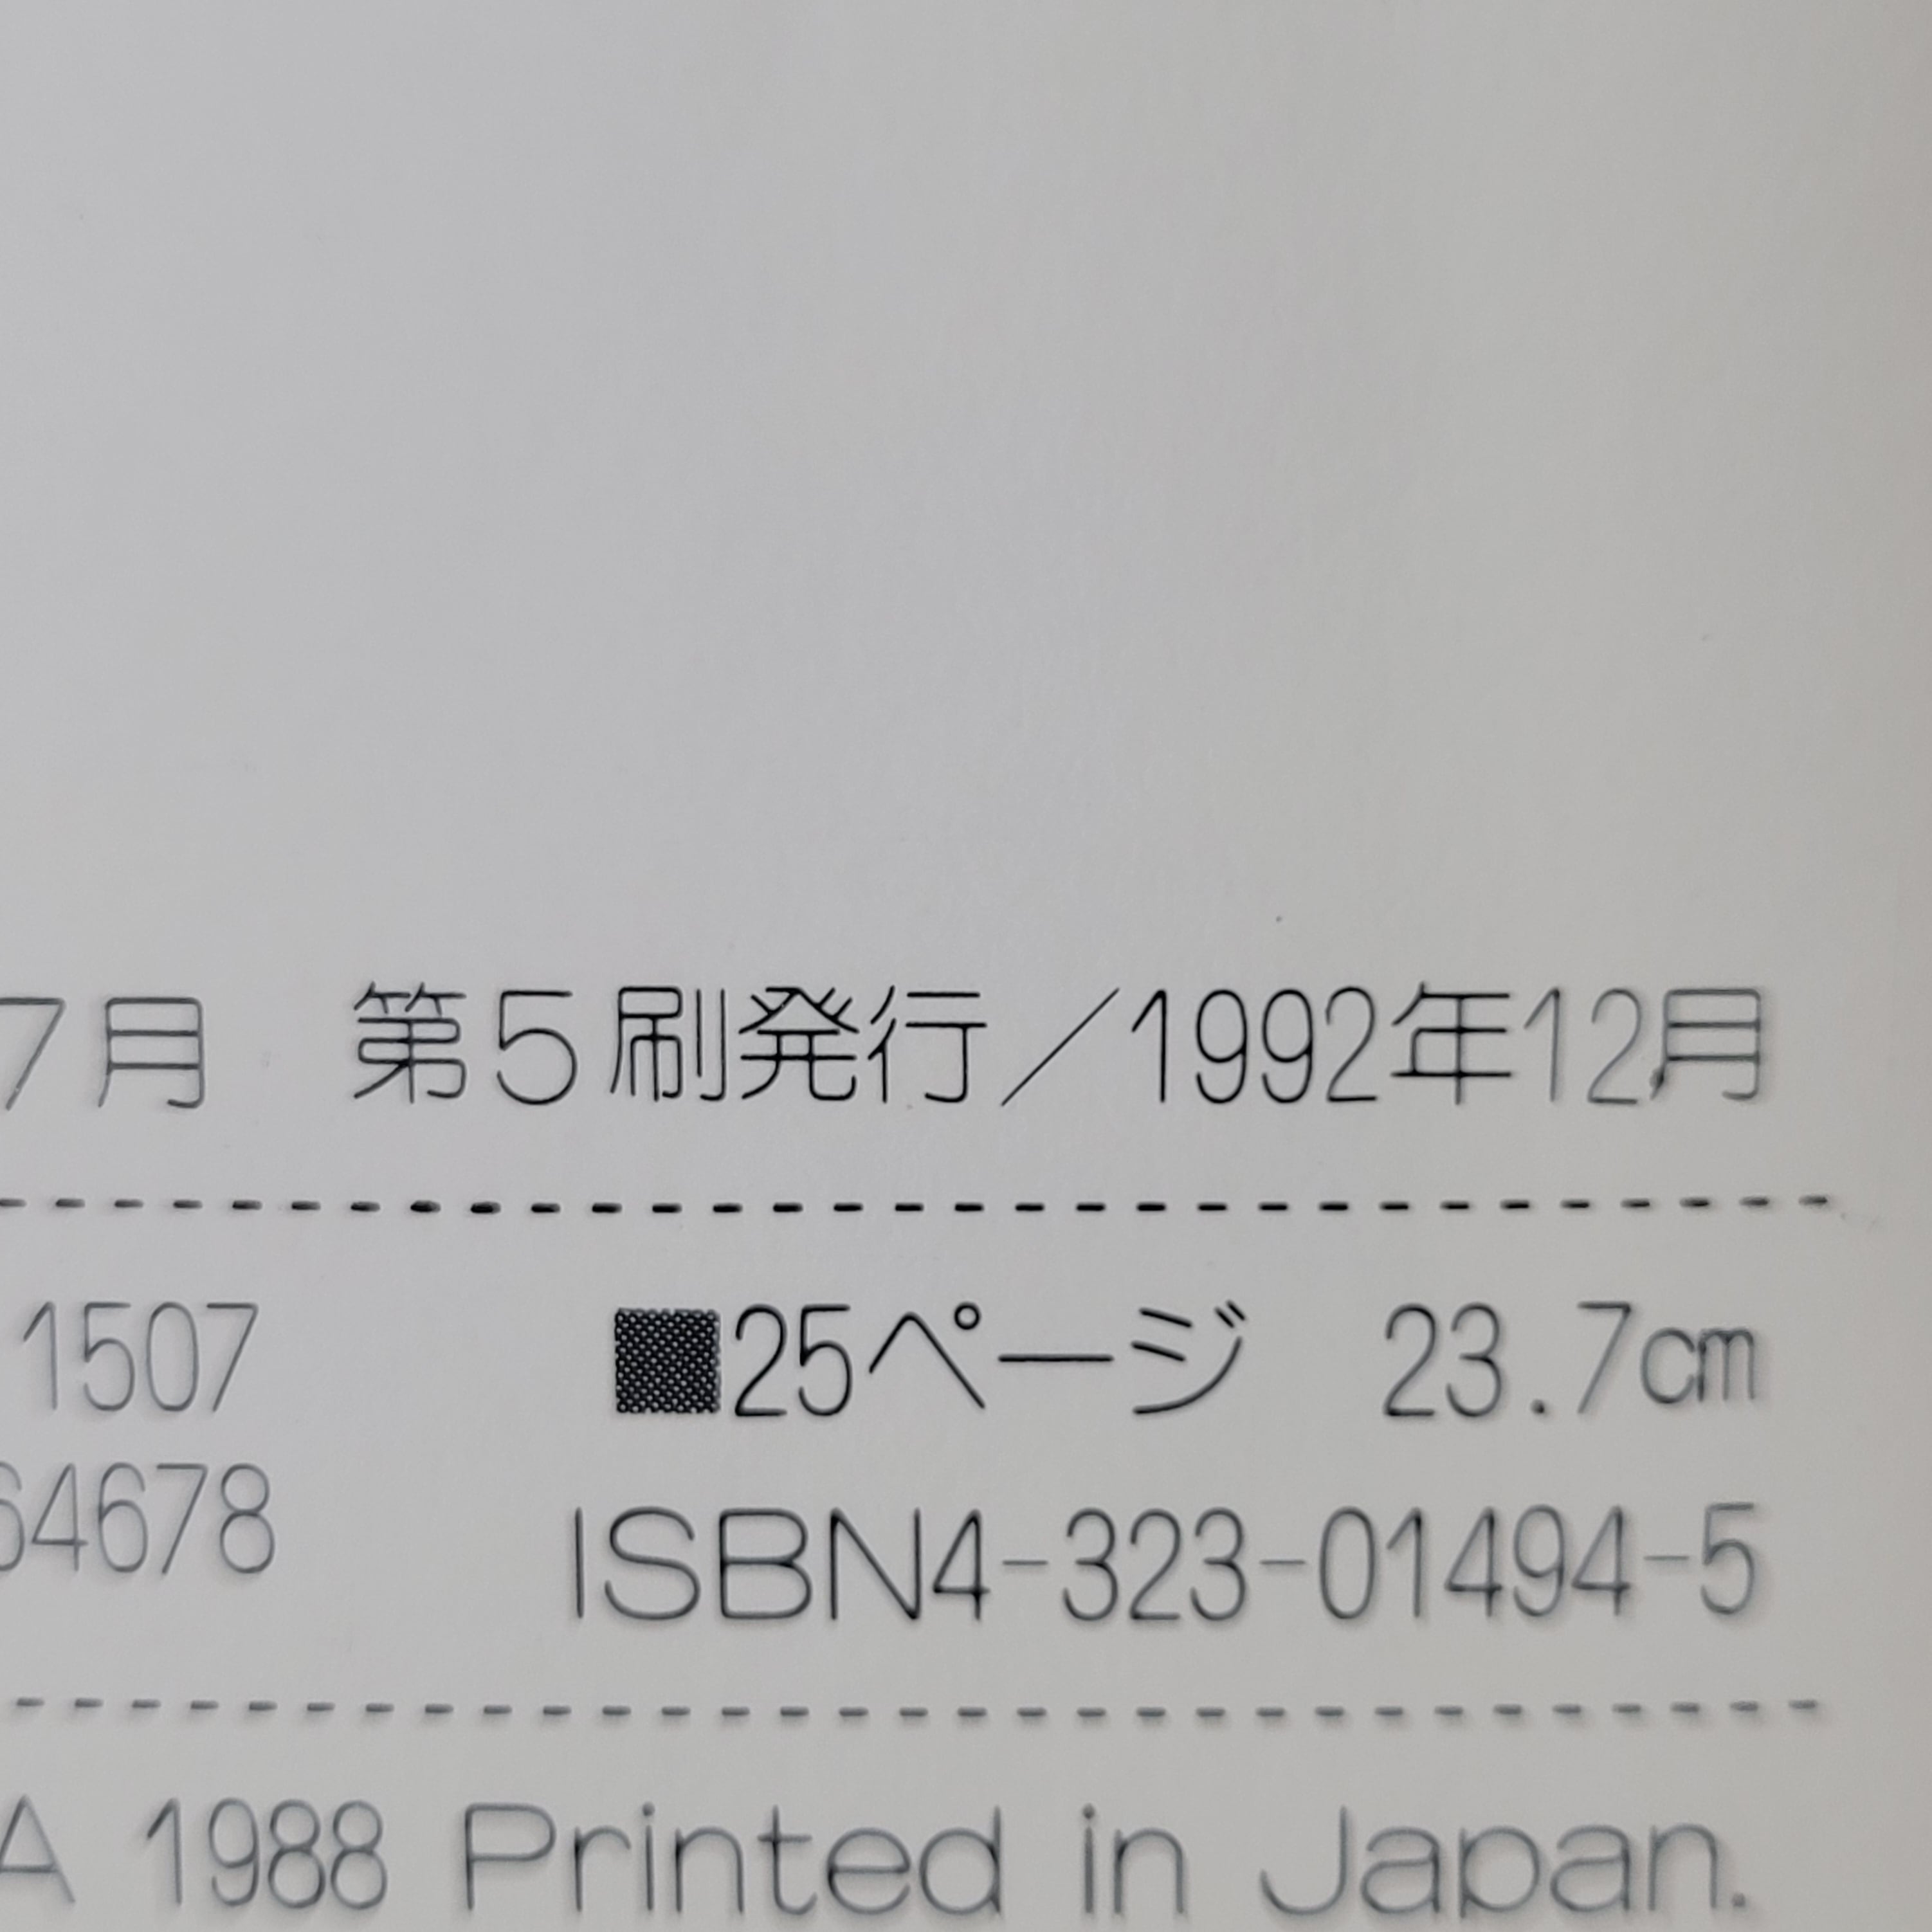 7月 第5刷発行／1992年12月
1507 ■25ページ 23.7cm
64678 ISBN4-323-01494-5
A 1988 Printed in Japan.